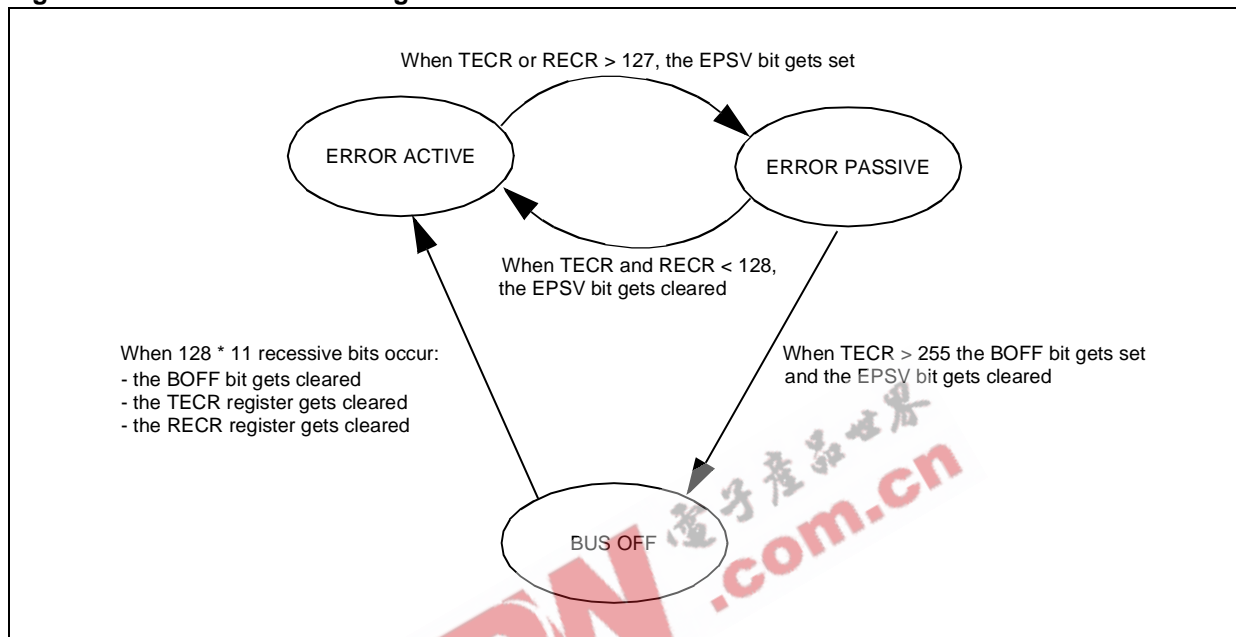 When TECR or RECR > 127, the EPSV bit gets set
ERROR ACTIVE
ERROR PASSIVE
When TECR and RECR < 128,
the EPSV bit gets cleared
When 128 * 11 recessive bits occur:
- the BOFF bit gets cleared
- the TECR register gets cleared
- the RECR register gets cleared
When TECR > 255 the BOFF bit gets set
and the EPSV bit gets cleared
BUS OFF
電子產品世界
.com.cn